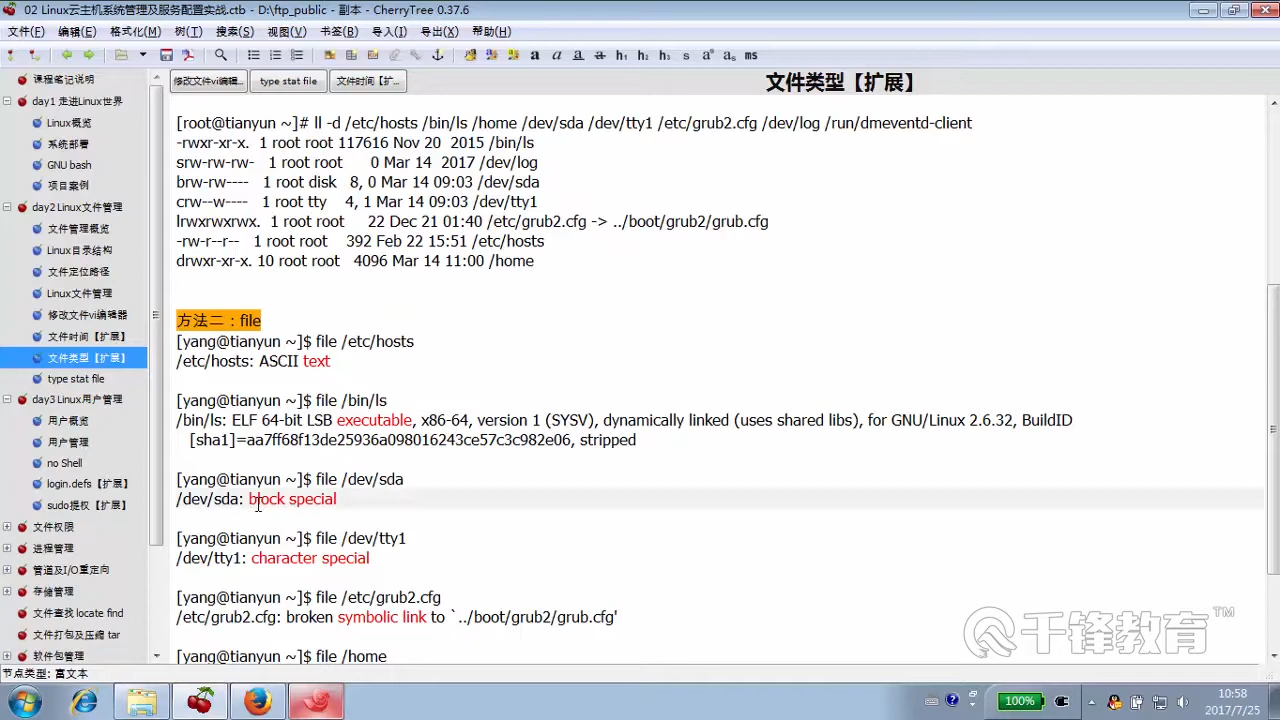 02 Linux云主机系统管理及服务配置实战.ctb - D:\ftp_public - 副本 - CherryTree 0.37.6
文件(F) 编辑(E) 格式化(M) 树(T) 搜索(S) 视图(V) 书签(B) 导入(I) 导出(X) 帮助(H)
a a a a h1 h2 h3 s a a ms
课程笔记说明
day1 走进Linux世界
Linux概览
系统部署
GNU bash
项目案例
day2 Linux文件管理
文件管理概览
Linux目录结构
文件定位路径
Linux文件管理
修改文件vi编辑器
文件时间【扩展】
文件类型【扩展】
type stat file
day3 Linux用户管理
用户概览
用户管理
no Shell
login.defs【扩展】
sudo提权【扩展】
文件权限
进程管理
管道及I/O重定向
存储管理
文件查找 locate find
文件打包及压缩 tar
软件包管理
修改文件vi编辑... type stat file 文件时间【扩...
文件类型【扩展】
[root@tianyun ~]# ll -d /etc/hosts /bin/ls /home /dev/sda /dev/tty1 /etc/grub2.cfg /dev/log /run/dmeventd-client
-rwxr-xr-x. 1 root root 117616 Nov 20 2015 /bin/ls
srw-rw-rw- 1 root root 0 Mar 14 2017 /dev/log
brw-rw---- 1 root disk 8, 0 Mar 14 09:03 /dev/sda
crw--w---- 1 root tty 4, 1 Mar 14 09:03 /dev/tty1
lrwxrwxrwx. 1 root root 22 Dec 21 01:40 /etc/grub2.cfg -> ../boot/grub2/grub.cfg
-rw-r--r-- 1 root root 392 Feb 22 15:51 /etc/hosts
drwxr-xr-x. 10 root root 4096 Mar 14 11:00 /home
方法二：file
[yang@tianyun ~]$ file /etc/hosts
/etc/hosts: ASCII text
[yang@tianyun ~]$ file /bin/ls
/bin/ls: ELF 64-bit LSB executable, x86-64, version 1 (SYSV), dynamically linked (uses shared libs), for GNU/Linux 2.6.32, BuildID
[sha1]=aa7ff68f13de25936a098016243ce57c3c982e06, stripped
[yang@tianyun ~]$ file /dev/sda
/dev/sda: block special
[yang@tianyun ~]$ file /dev/tty1
/dev/tty1: character special
[yang@tianyun ~]$ file /etc/grub2.cfg
/etc/grub2.cfg: broken symbolic link to `../boot/grub2/grub.cfg'
[yang@tianyun ~]$ file /home
千锋教育™
节点类型: 富文本
100%
10:58
2017/7/25